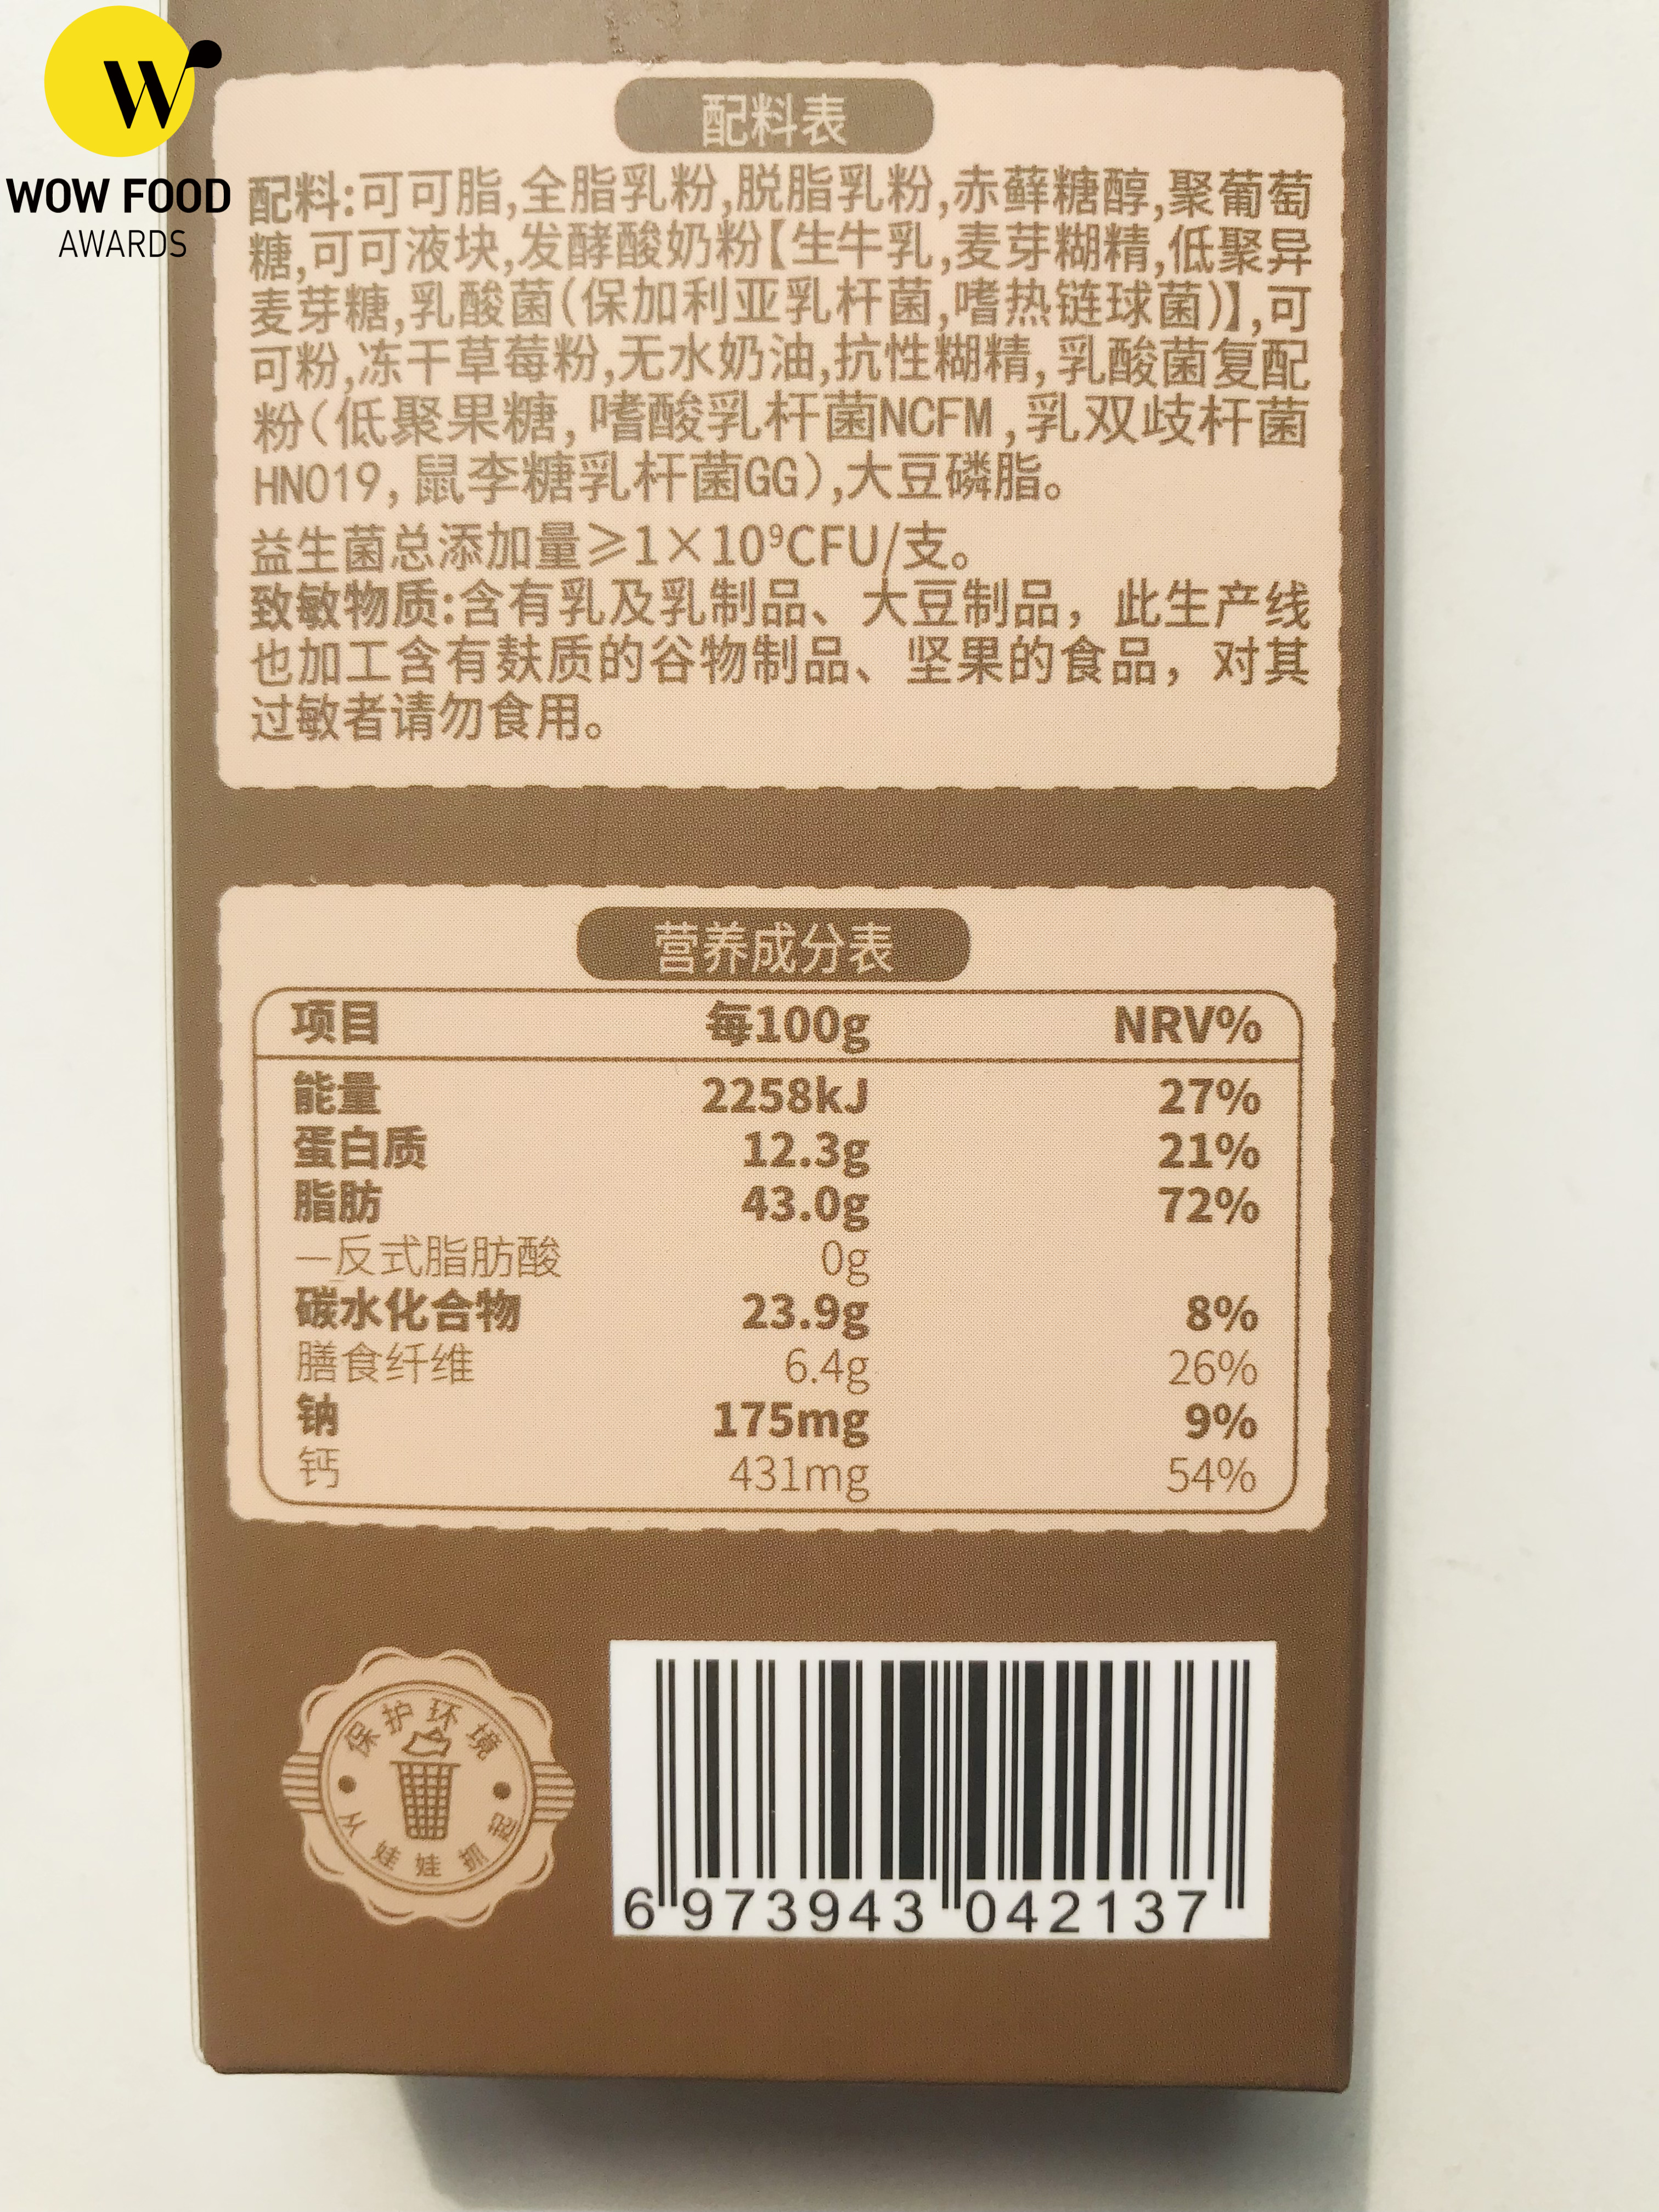 WOW FOOD
AWARDS
配料表
配料:可可脂,全脂乳粉,脱脂乳粉,赤藓糖醇,聚葡萄
糖,可可液块,发酵酸奶粉【生牛乳,麦芽糊精,低聚异
麦芽糖,乳酸菌(保加利亚乳杆菌,嗜热链球菌)】,可
可粉,冻干草莓粉,无水奶油,抗性糊精,乳酸菌复配
粉(低聚果糖,嗜酸乳杆菌NCFM,乳双歧杆菌
HN019,鼠李糖乳杆菌GG),大豆磷脂。
益生菌总添加量≥1×10⁹CFU/支。
致敏物质:含有乳及乳制品、大豆制品，此生产线
也加工含有麸质的谷物制品、坚果的食品，对其
过敏者请勿食用。
营养成分表
项目 每100g NRV%
能量 2258kJ 27%
蛋白质 12.3g 21%
脂肪 43.0g 72%
—反式脂肪酸 0g
碳水化合物 23.9g 8%
膳食纤维 6.4g 26%
钠 175mg 9%
钙 431mg 54%
保护环境
从娃娃抓起
6 973943 042137